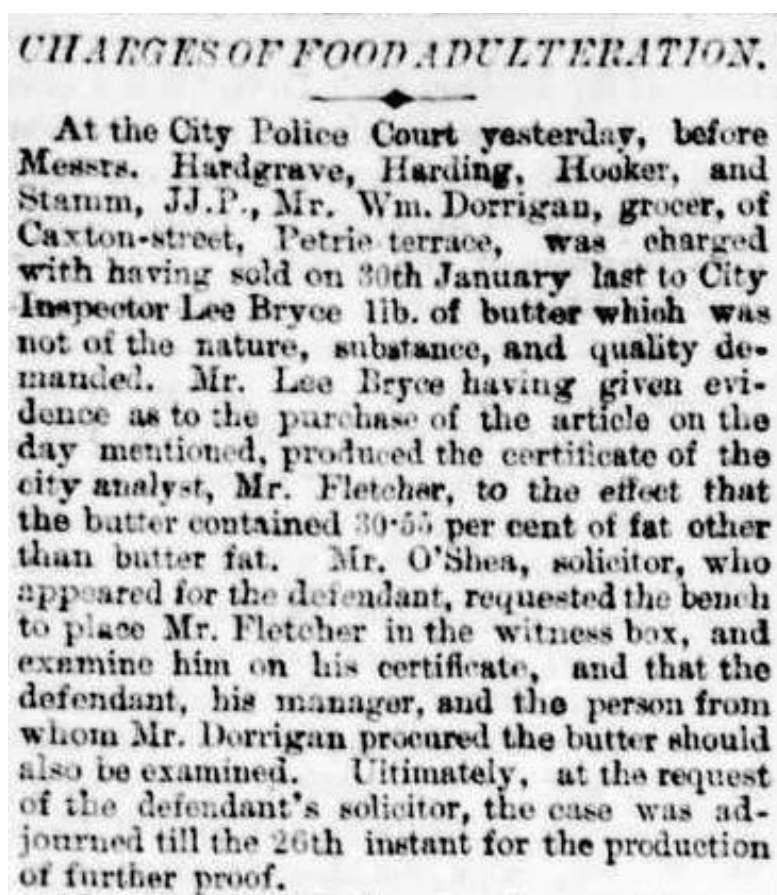 CHARGES OF FOOD ADULTERATION.
At the City Police Court yesterday, before
Messrs. Hardgrave, Harding, Hooker, and
Stamm, JJ.P., Mr. Wm. Dorrigan, grocer, of
Caxton-street, Petrie terrace, was charged
with having sold on 30th January last to City
Inspector Lee Bryce 1lb. of butter which was
not of the nature, substance, and quality de-
manded. Mr. Lee Bryce having given evi-
dence as to the purchase of the article on the
day mentioned, produced the certificate of the
city analyst, Mr. Fletcher, to the effect that
the butter contained 30·55 per cent of fat other
than butter fat. Mr. O'Shea, solicitor, who
appeared for the defendant, requested the bench
to place Mr. Fletcher in the witness box, and
examine him on his certificate, and that the
defendant, his manager, and the person from
whom Mr. Dorrigan procured the butter should
also be examined. Ultimately, at the request
of the defendant's solicitor, the case was ad-
journed till the 26th instant for the production
of further proof.